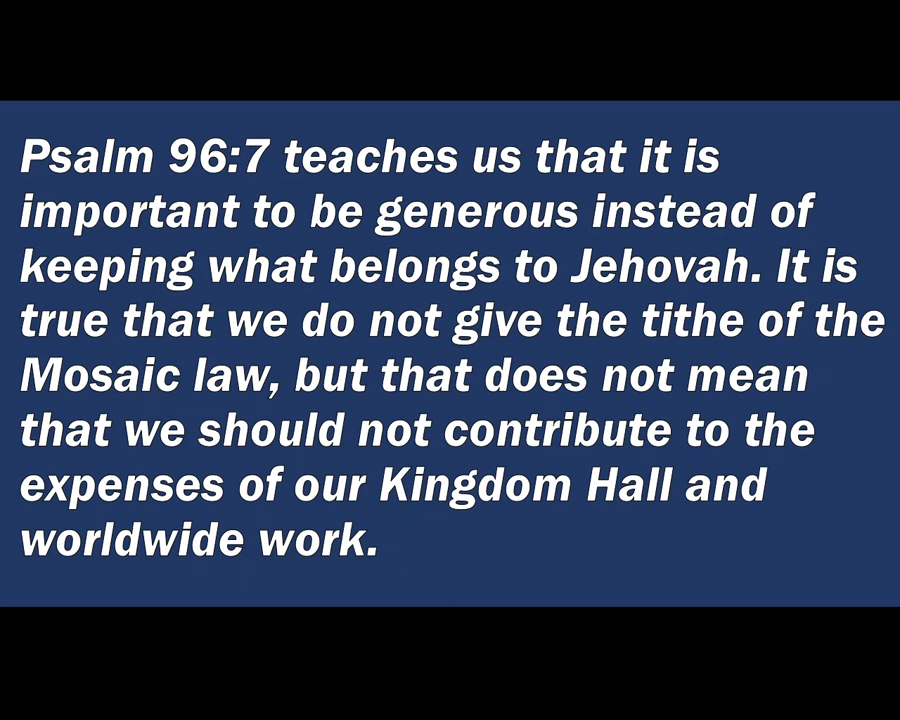 Psalm 96:7 teaches us that it is
important to be generous instead of
keeping what belongs to Jehovah. It is
true that we do not give the tithe of the
Mosaic law, but that does not mean
that we should not contribute to the
expenses of our Kingdom Hall and
worldwide work.